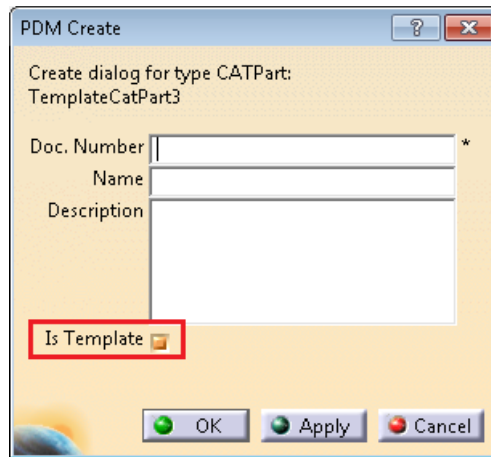 PDM Create
?
Create dialog for type CATPart:
TemplateCatPart3
Doc. Number *
Name
Description
Is Template
OK Apply Cancel